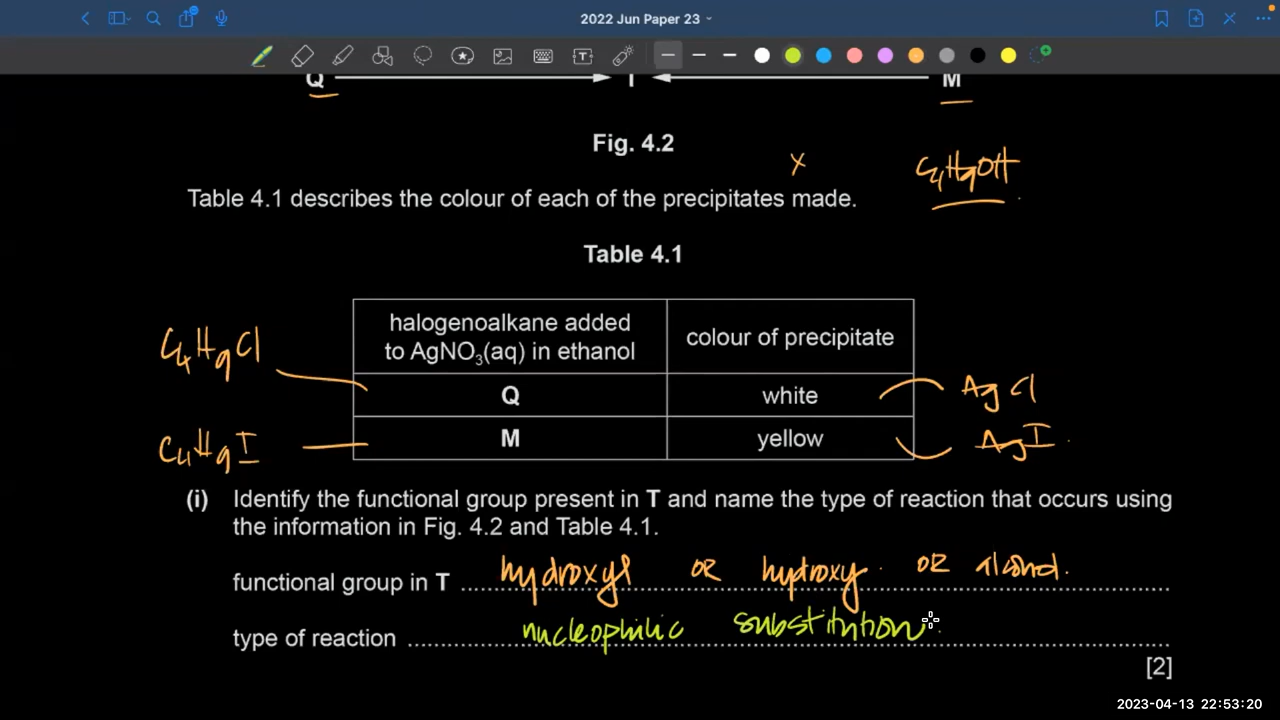 2022 Jun Paper 23
Q T M
Fig. 4.2
x
C4H9OH
Table 4.1 describes the colour of each of the precipitates made.
Table 4.1
halogenoalkane added
to AgNO3(aq) in ethanol
colour of precipitate
C4H9Cl
Q white AgCl
C4H9I M yellow AgI
(i) Identify the functional group present in T and name the type of reaction that occurs using
the information in Fig. 4.2 and Table 4.1.
functional group in T hydroxyl OR hydroxy. OR alcohol.
type of reaction nucleophilic substitution.
[2]
2023-04-13 22:53:20